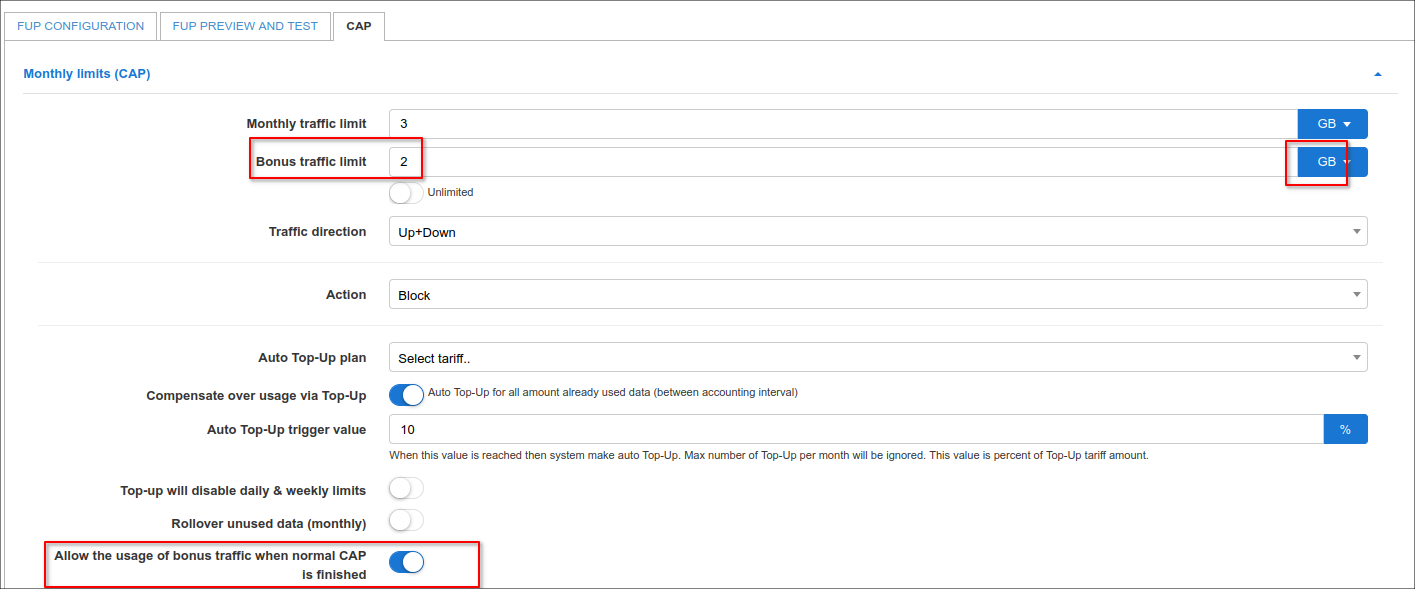 FUP CONFIGURATION FUP PREVIEW AND TEST CAP
Monthly limits (CAP)
Monthly traffic limit 3 GB
Bonus traffic limit 2 GB
Unlimited
Traffic direction Up+Down
Action Block
Auto Top-Up plan Select tariff..
Compensate over usage via Top-Up Auto Top-Up for all amount already used data (between accounting interval)
Auto Top-Up trigger value 10 %
When this value is reached then system make auto Top-Up. Max number of Top-Up per month will be ignored. This value is percent of Top-Up tariff amount.
Top-up will disable daily & weekly limits
Rollover unused data (monthly)
Allow the usage of bonus traffic when normal CAP
is finished